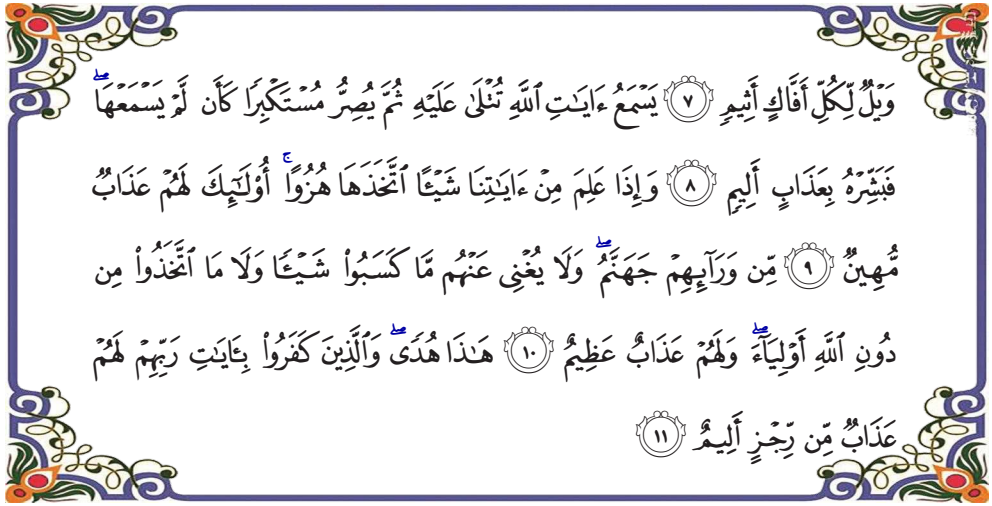 وَيۡلٞ لِّكُلِّ أَفَّاكٍ أَثِيمٖ ٧ يَسۡمَعُ ءَايَٰتِ ٱللَّهِ تُتۡلَىٰ عَلَيۡهِ ثُمَّ يُصِرُّ مُسۡتَكۡبِرٗا كَأَن لَّمۡ يَسۡمَعۡهَاۖ
فَبَشِّرۡهُ بِعَذَابٍ أَلِيمٖ ٨ وَإِذَا عَلِمَ مِنۡ ءَايَٰتِنَا شَيۡـًٔا ٱتَّخَذَهَا هُزُوًاۚ أُوْلَٰٓئِكَ لَهُمۡ عَذَابٞ
مُّهِينٞ ٩ مِّن وَرَآئِهِمۡ جَهَنَّمُۖ وَلَا يُغۡنِي عَنۡهُم مَّا كَسَبُواْ شَيۡـٔٗا وَلَا مَا ٱتَّخَذُواْ مِن
دُونِ ٱللَّهِ أَوۡلِيَآءَۖ وَلَهُمۡ عَذَابٌ عَظِيمٌ ١٠ هَٰذَا هُدٗىۖ وَٱلَّذِينَ كَفَرُواْ بِـَٔايَٰتِ رَبِّهِمۡ لَهُمۡ
عَذَابٞ مِّن رِّجۡزٍ أَلِيمٌ ١١